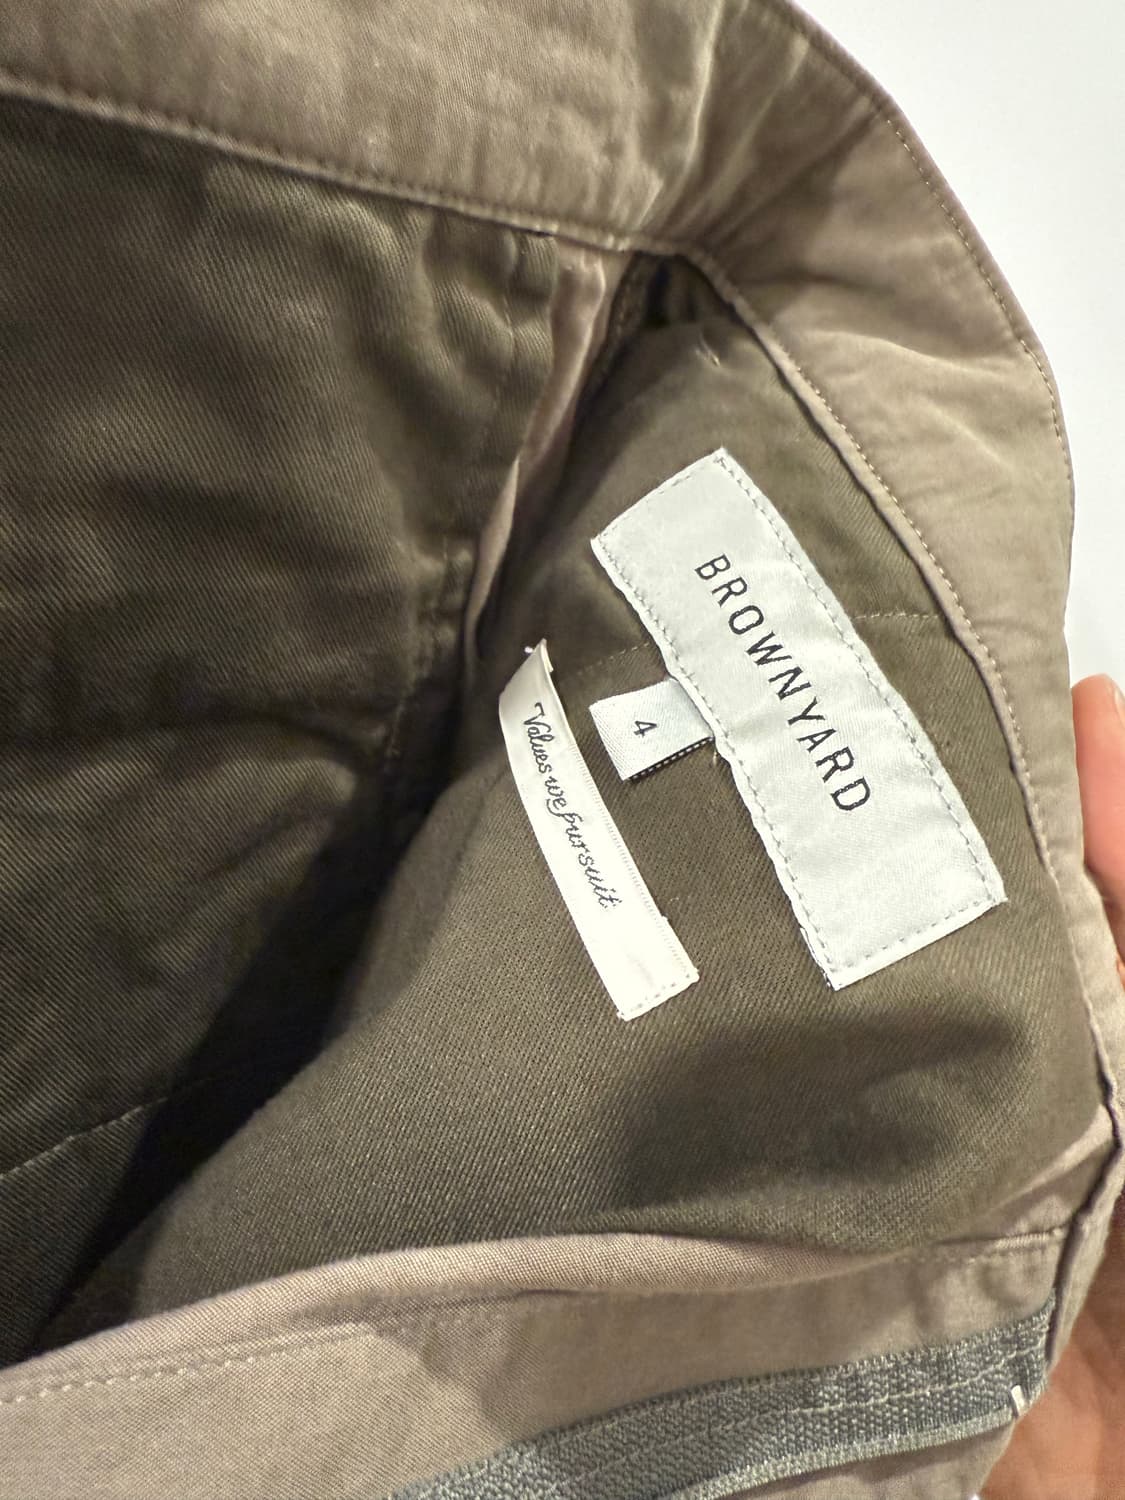 BROWNYARD
4
Values we pursuit.